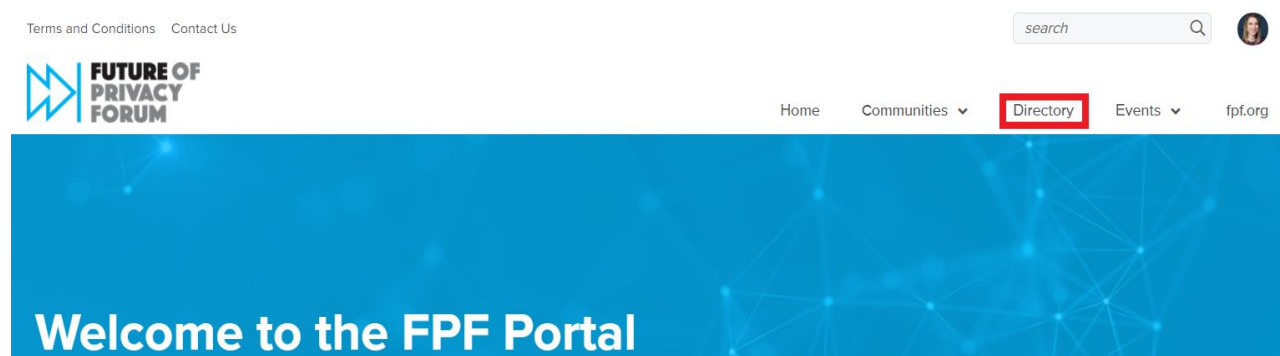 Terms and Conditions Contact Us
search
FUTURE OF
PRIVACY
FORUM
Home Communities Directory Events fpf.org
Welcome to the FPF Portal